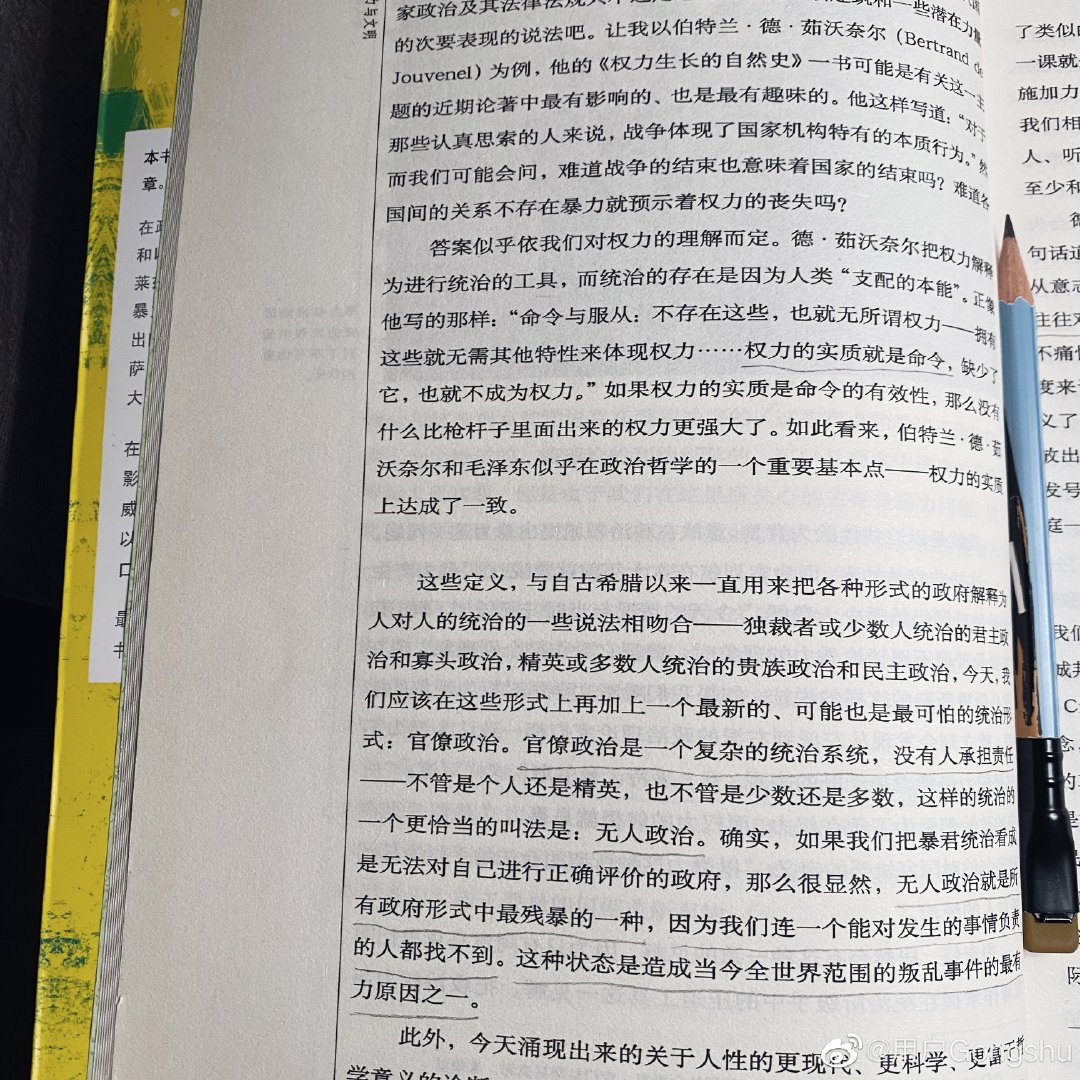 力与文明
家政治及其法律法规
和一些潜在力量
的次要表现的说法吧。让我以伯特兰·德·茹沃奈尔（Bertrand de
Jouvenel）为例，他的《权力生长的自然史》一书可能是有关这一主
题的近期论著中最有影响的、也是最有趣味的。他这样写道：“对于
那些认真思索的人来说，战争体现了国家机构特有的本质行为。”然
而我们可能会问，难道战争的结束也意味着国家的结束吗？难道各
国间的关系不存在暴力就预示着权力的丧失吗？
答案似乎依我们对权力的理解而定。德·茹沃奈尔把权力解释
为进行统治的工具，而统治的存在是因为人类“支配的本能”。正像
他写的那样：“命令与服从：不存在这些，也就无所谓权力——拥有
这些就无需其他特性来体现权力……权力的实质就是命令，缺少了
它，也就不成为权力。”如果权力的实质是命令的有效性，那么没有
什么比枪杆子里面出来的权力更强大了。如此看来，伯特兰·德·茹
沃奈尔和毛泽东似乎在政治哲学的一个重要基本点——权力的实质
上达成了一致。
这些定义，与自古希腊以来一直用来把各种形式的政府解释为
人对人的统治的一些说法相吻合——独裁者或少数人统治的君主政
治和寡头政治，精英或多数人统治的贵族政治和民主政治，今天，我
们应该在这些形式上再加上一个最新的、可能也是最可怕的统治形
式：官僚政治。官僚政治是一个复杂的统治系统，没有人承担责任
——不管是个人还是精英，也不管是少数还是多数，这样的统治的
一个更恰当的叫法是：无人政治。确实，如果我们把暴君统治看成
是无法对自己进行正确评价的政府，那么很显然，无人政治就是所
有政府形式中最残暴的一种，因为我们连一个能对发生的事情负责
的人都找不到。这种状态是造成当今全世界范围的叛乱事件的最有
力原因之一。
此外，今天涌现出来的关于人性的更现代、更科学、更富
学意义的论断
本书
章。
在政
和
莱
暴
出
萨
大
在
影
威
以
口
最
书
了类似的
一课就
施加力
我们相
人、听
至少和
句话道
从意志
往往对
不痛
度来
义了
放出
发号
庭一
我们
成邦
念
的
是
际
@用户Gongshu